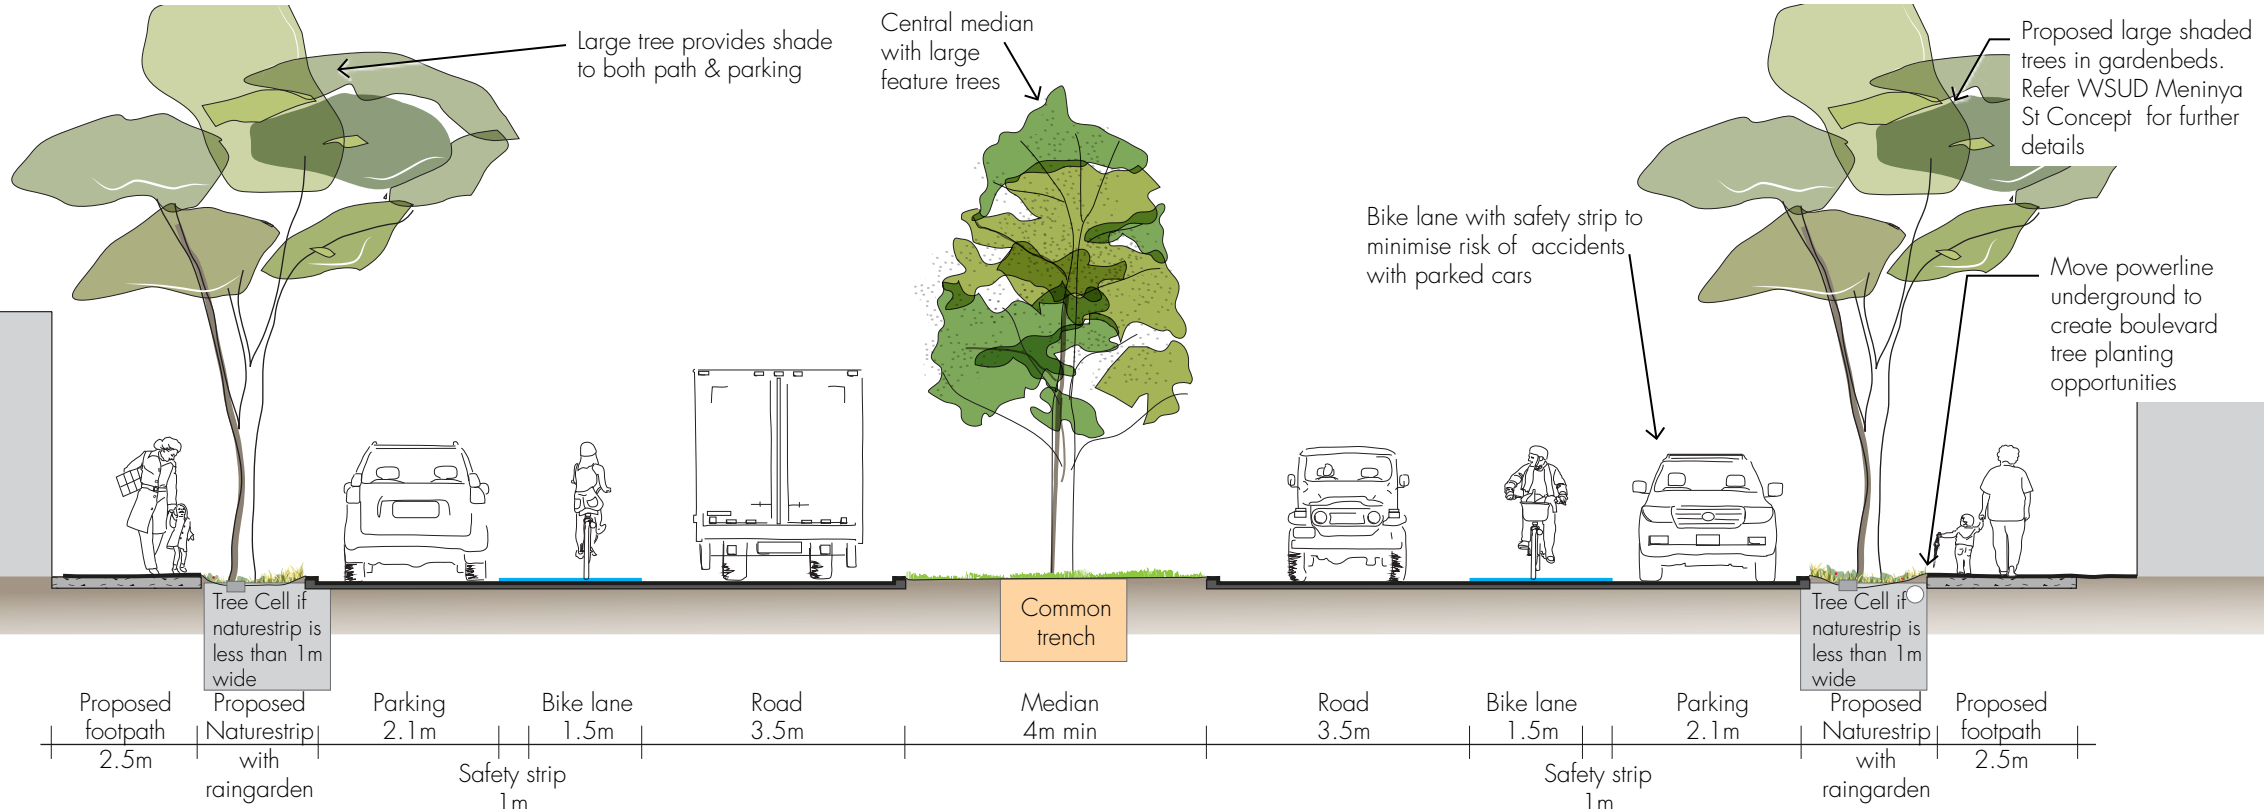 Large tree provides shade
to both path & parking
Central median
with large
feature trees
Proposed large shaded
trees in gardenbeds.
Refer WSUD Meninya
St Concept for further
details
Bike lane with safety strip to
minimise risk of accidents
with parked cars
Move powerline
underground to
create boulevard
tree planting
opportunities
Tree Cell if
naturestrip is
less than 1m
wide
Common
trench
Tree Cell if
naturestrip is
less than 1m
wide
Proposed
footpath
2.5m
Proposed
Naturestrip
with
raingarden
Parking
2.1m
Safety strip
1m
Bike lane
1.5m
Road
3.5m
Median
4m min
Road
3.5m
Bike lane
1.5m
Safety strip
1m
Parking
2.1m
Proposed
Naturestrip
with
raingarden
Proposed
footpath
2.5m